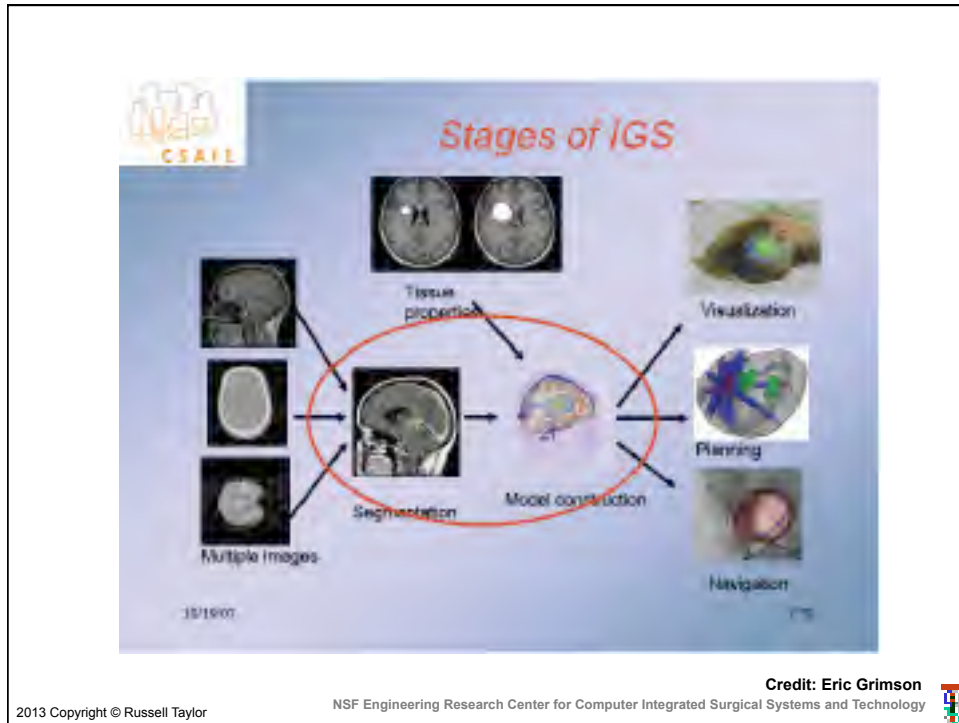 CSAIL
Stages of IGS
Tissue
properties
Visualization
Planning
Segmentation
Model construction
Multiple images
Navigation
Credit: Eric Grimson
2013 Copyright © Russell Taylor
NSF Engineering Research Center for Computer Integrated Surgical Systems and Technology